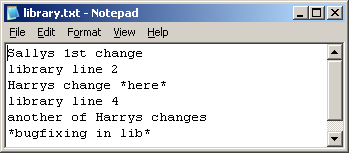 library.txt - Notepad
File Edit Format View Help
Sallys 1st change
library line 2
Harrys change *here*
library line 4
another of Harrys changes
*bugfixing in lib*